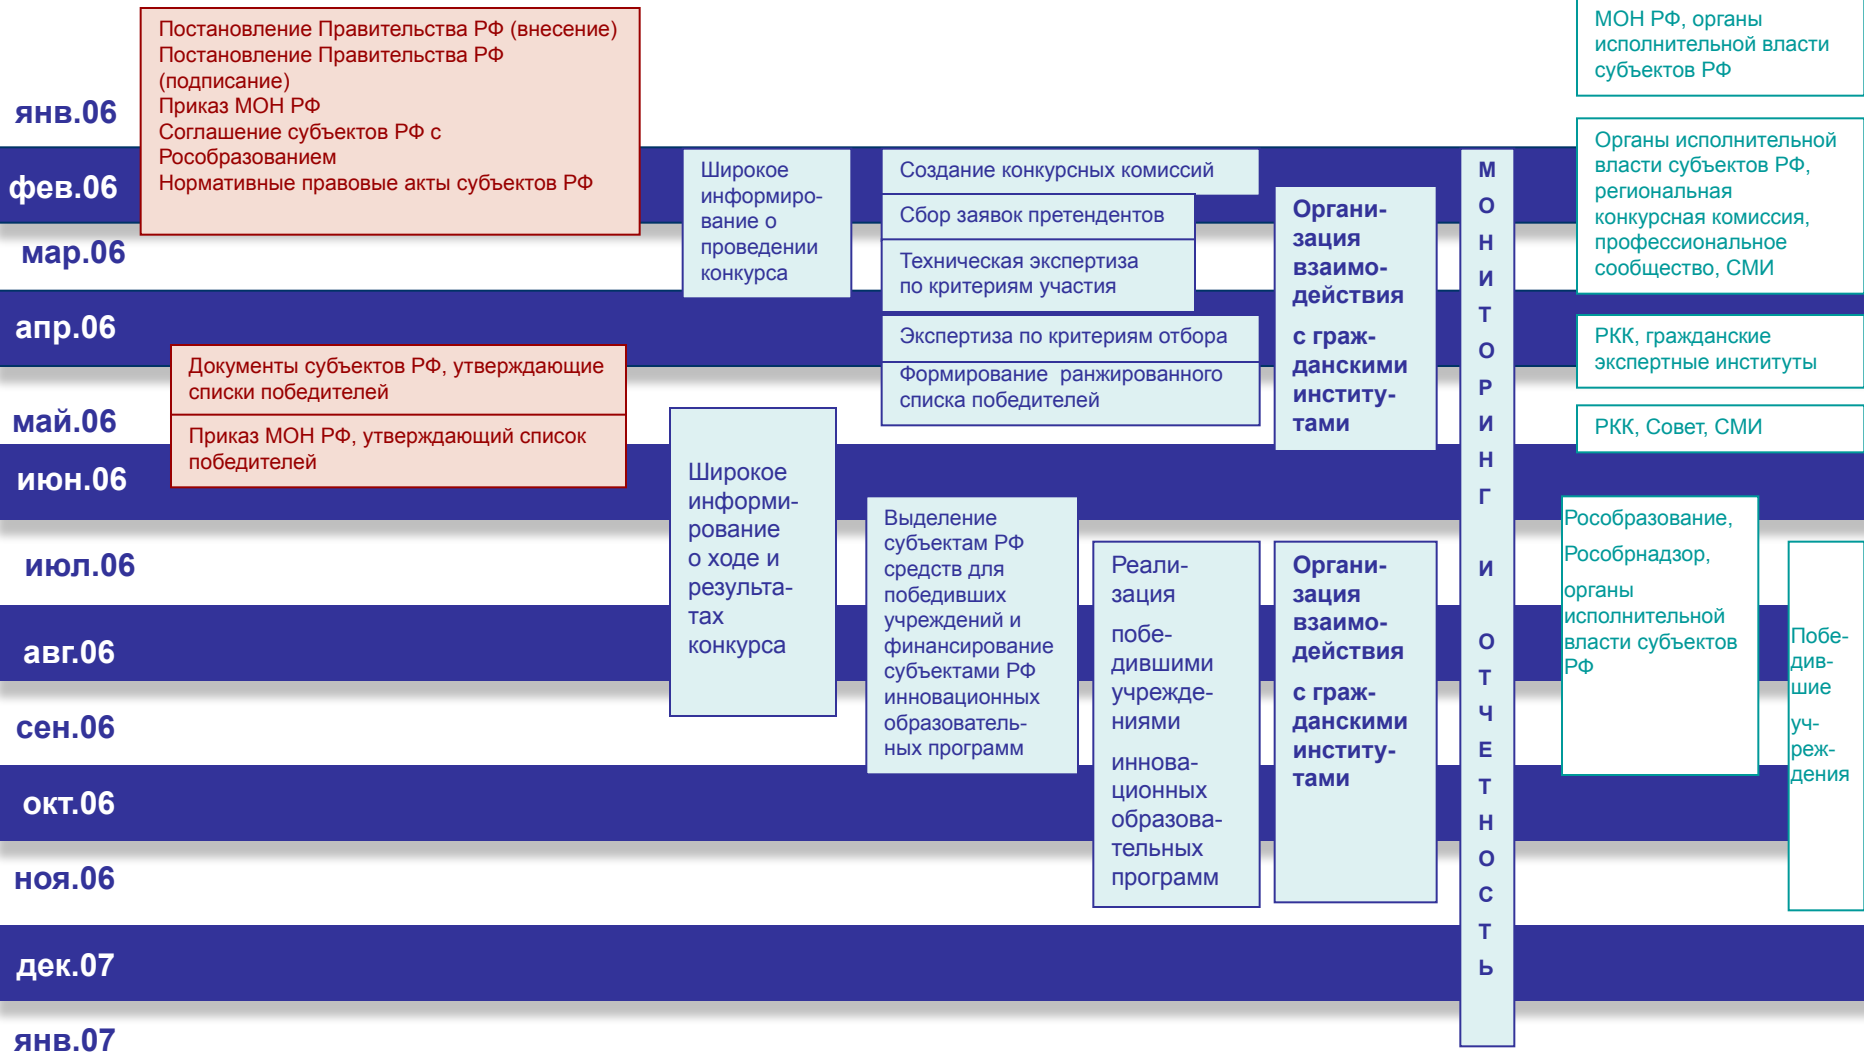 янв.06
фев.06
мар.06
апр.06
май.06
июн.06
июл.06
авг.06
сен.06
окт.06
ноя.06
дек.07
янв.07
Постановление Правительства РФ (внесение)
Постановление Правительства РФ
(подписание)
Приказ МОН РФ
Соглашение субъектов РФ с
Рособразованием
Нормативные правовые акты субъектов РФ
Документы субъектов РФ, утверждающие
списки победителей
Приказ МОН РФ, утверждающий список
победителей
Широкое
информиро-
вание о
проведении
конкурса
Широкое
информи-
рование
о ходе и
результа-
тах
конкурса
Создание конкурсных комиссий
Сбор заявок претендентов
Техническая экспертиза
по критериям участия
Экспертиза по критериям отбора
Формирование ранжированного
списка победителей
Выделение
субъектам РФ
средств для
победивших
учреждений и
финансирование
субъектами РФ
инновационных
образователь-
ных программ
Реали-
зация
побе-
дившими
учрежде-
ниями
иннова-
ционных
образова-
тельных
программ
Органи-
зация
взаимо-
действия
с граж-
данскими
институ-
тами
Органи-
зация
взаимо-
действия
с граж-
данскими
институ-
тами
М
О
Н
И
Т
О
Р
И
Н
Г
И
О
Т
Ч
Е
Т
Н
О
С
Т
Ь
МОН РФ, органы
исполнительной власти
субъектов РФ
Органы исполнительной
власти субъектов РФ,
региональная
конкурсная комиссия,
профессиональное
сообщество, СМИ
РКК, гражданские
экспертные институты
РКК, Совет, СМИ
Рособразование,
Рособрнадзор,
органы
исполнительной
власти субъектов
РФ
Побе-
див-
шие
уч-
реж-
дения